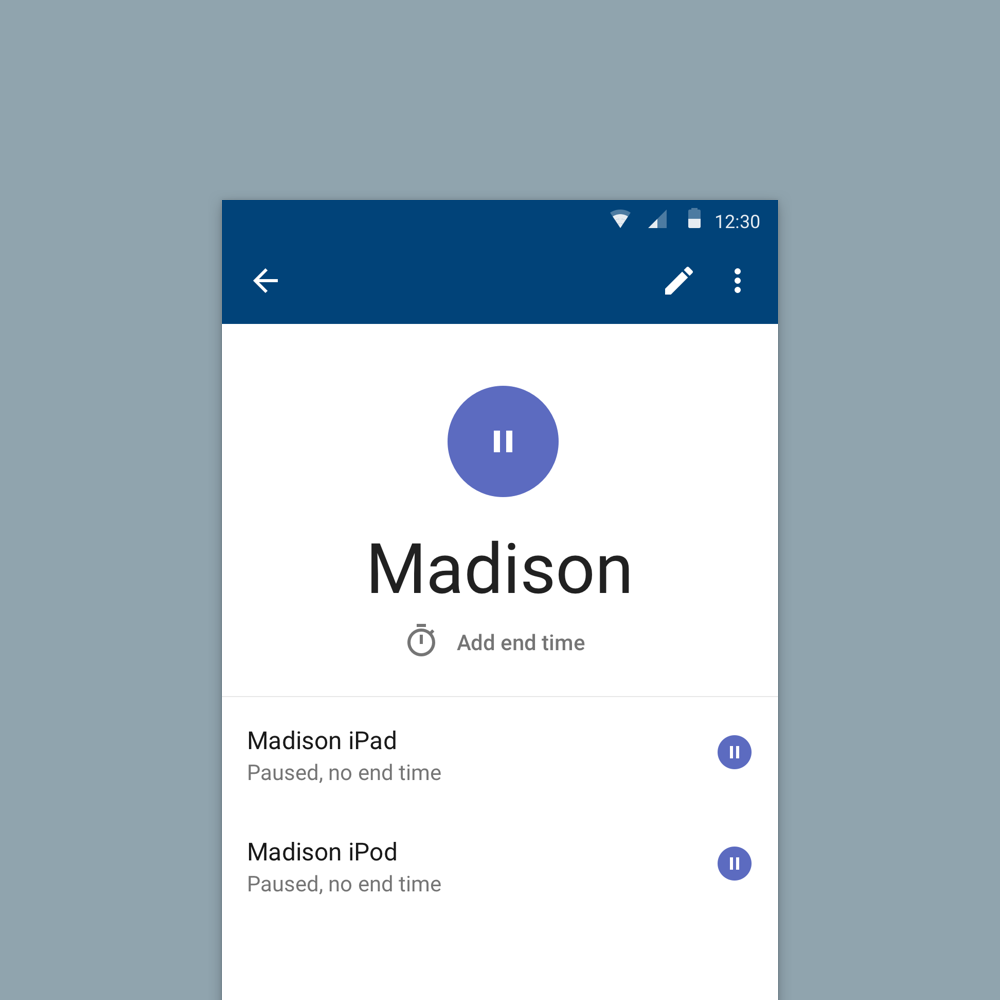 12:30
Madison
Add end time
Madison iPad
Paused, no end time
Madison iPod
Paused, no end time